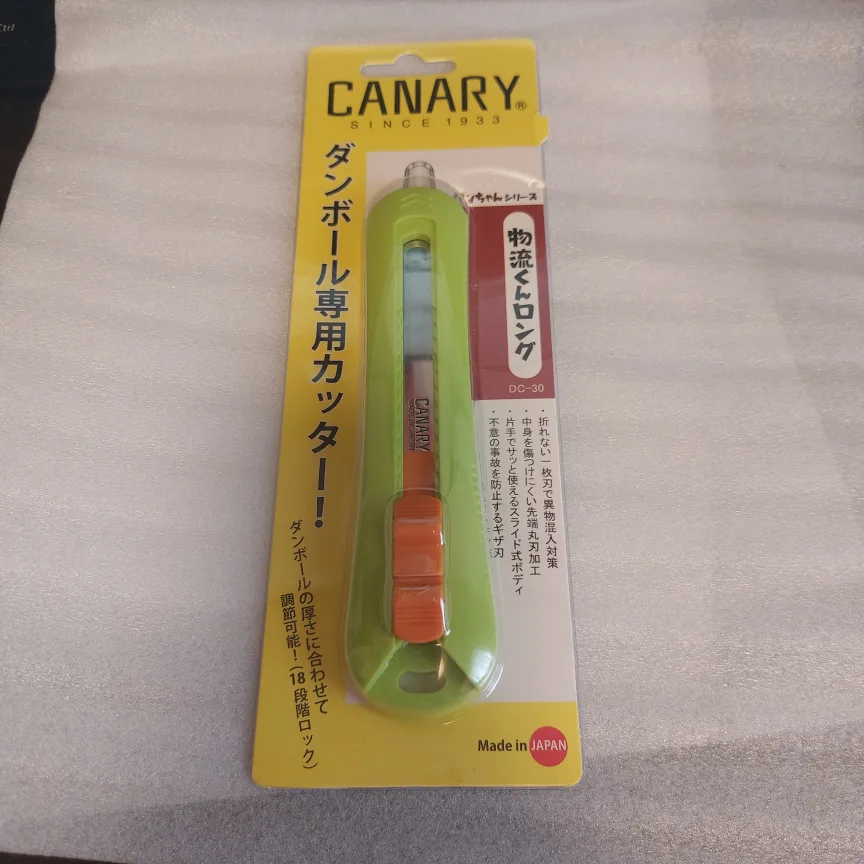 Ctrl
CANARY®
SINCE 1933
ダンボール専用カッター!
ちゃんシリーズ
物流くんロング
DC-30
・折れない一枚刃で異物混入対策
・中身を傷つけにくい先端丸刃加工
・片手でサッと使えるスライド式ボディ
・不意の事故を防止するギザ刃
CANARY
MADE IN JAPAN
ダンボールの厚さに合わせて
調節可能!(18段階ロック)
Made in JAPAN